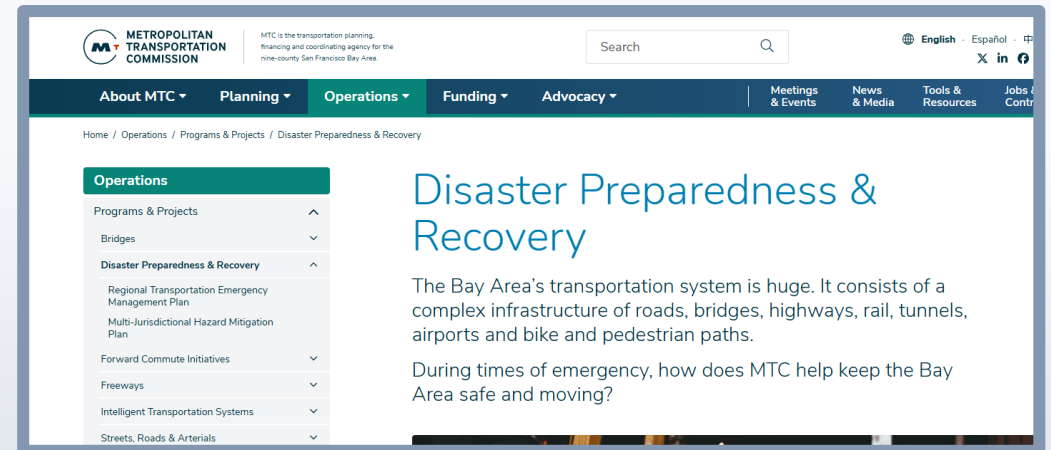 METROPOLITAN
TRANSPORTATION
COMMISSION
M T
MTC is the transportation planning,
financing and coordinating agency for the
nine-county San Francisco Bay Area.
Search
English · Español · 中
X in
About MTC
Planning
Operations
Funding
Advocacy
Meetings
& Events
News
& Media
Tools &
Resources
Jobs &
Contr
Home / Operations / Programs & Projects / Disaster Preparedness & Recovery
Operations
Programs & Projects
Bridges
Disaster Preparedness & Recovery
Regional Transportation Emergency
Management Plan
Multi-Jurisdictional Hazard Mitigation
Plan
Forward Commute Initiatives
Freeways
Intelligent Transportation Systems
Streets, Roads & Arterials
Disaster Preparedness &
Recovery
The Bay Area’s transportation system is huge. It consists of a
complex infrastructure of roads, bridges, highways, rail, tunnels,
airports and bike and pedestrian paths.
During times of emergency, how does MTC help keep the Bay
Area safe and moving?